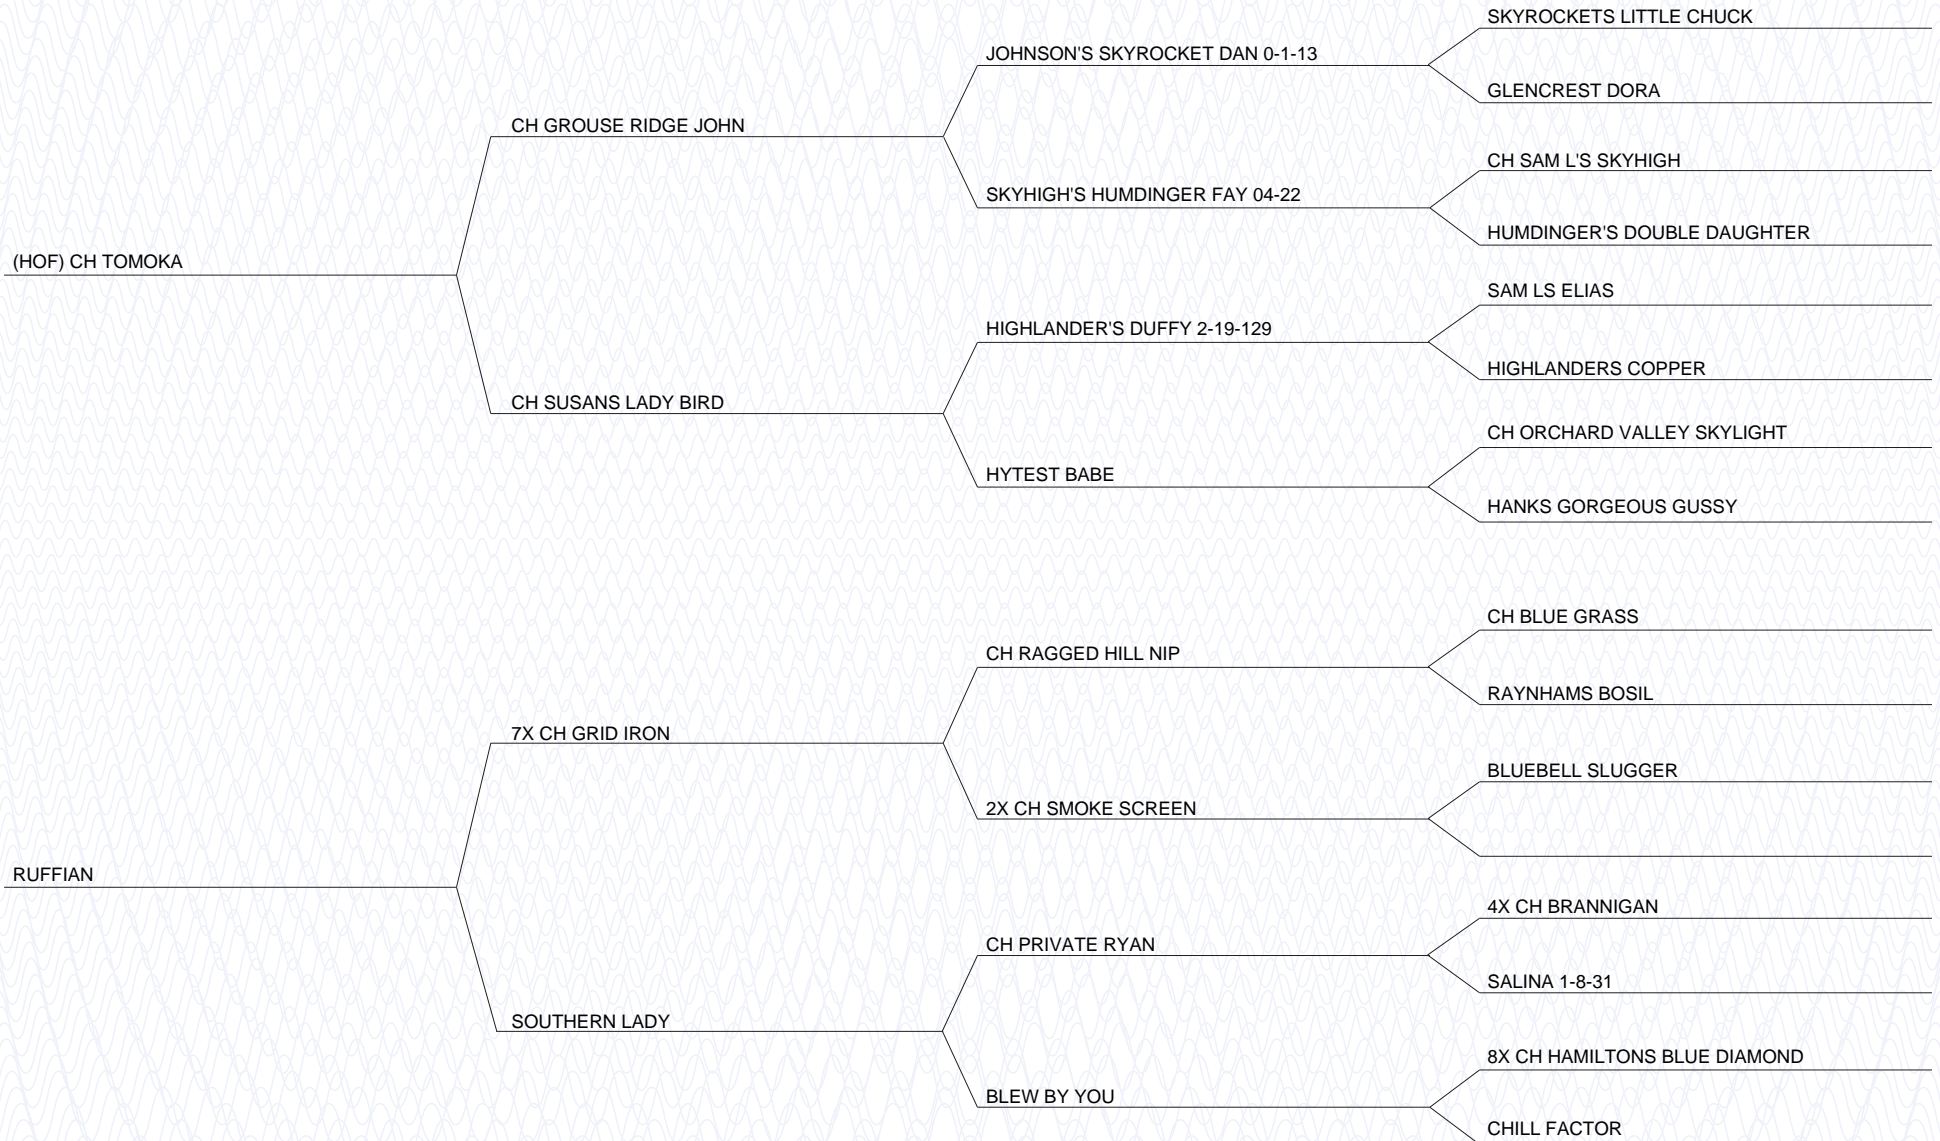 SKYROCKETS LITTLE CHUCK
JOHNSON'S SKYROCKET DAN 0-1-13
GLENCREST DORA
CH GROUSE RIDGE JOHN
CH SAM L'S SKYHIGH
SKYHIGH'S HUMDINGER FAY 04-22
HUMDINGER'S DOUBLE DAUGHTER
(HOF) CH TOMOKA
SAM LS ELIAS
HIGHLANDER'S DUFFY 2-19-129
HIGHLANDERS COPPER
CH SUSANS LADY BIRD
CH ORCHARD VALLEY SKYLIGHT
HYTEST BABE
HANKS GORGEOUS GUSSY
CH BLUE GRASS
CH RAGGED HILL NIP
RAYNHAMS BOSIL
7X CH GRID IRON
BLUEBELL SLUGGER
2X CH SMOKE SCREEN
RUFFIAN
4X CH BRANNIGAN
CH PRIVATE RYAN
SALINA 1-8-31
SOUTHERN LADY
8X CH HAMILTONS BLUE DIAMOND
BLEW BY YOU
CHILL FACTOR